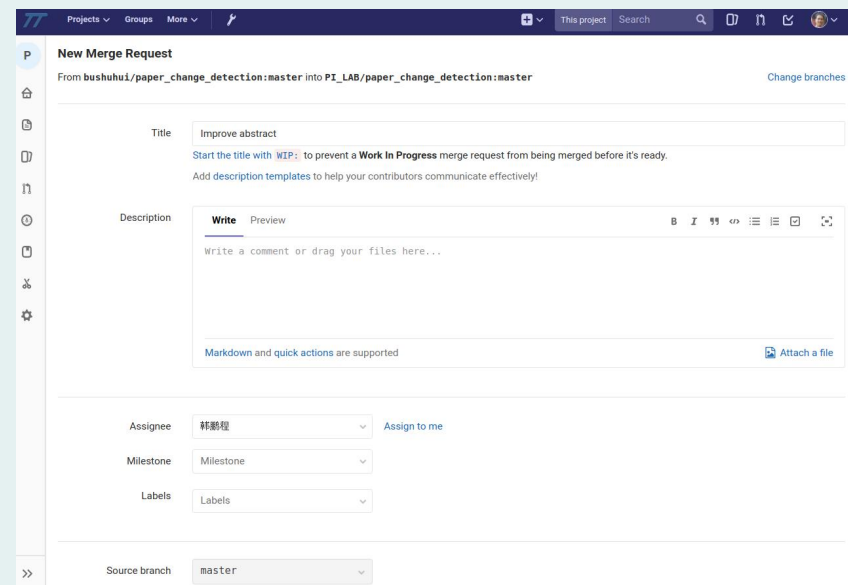 Projects Groups More This project Search
P
New Merge Request
From bushuhui/paper_change_detection:master into PI_LAB/paper_change_detection:master Change branches
Title Improve abstract
Start the title with WIP: to prevent a Work In Progress merge request from being merged before it's ready.
Add description templates to help your contributors communicate effectively!
Description Write Preview
Write a comment or drag your files here...
Markdown and quick actions are supported Attach a file
Assignee 韩鹏程 Assign to me
Milestone Milestone
Labels Labels
Source branch master